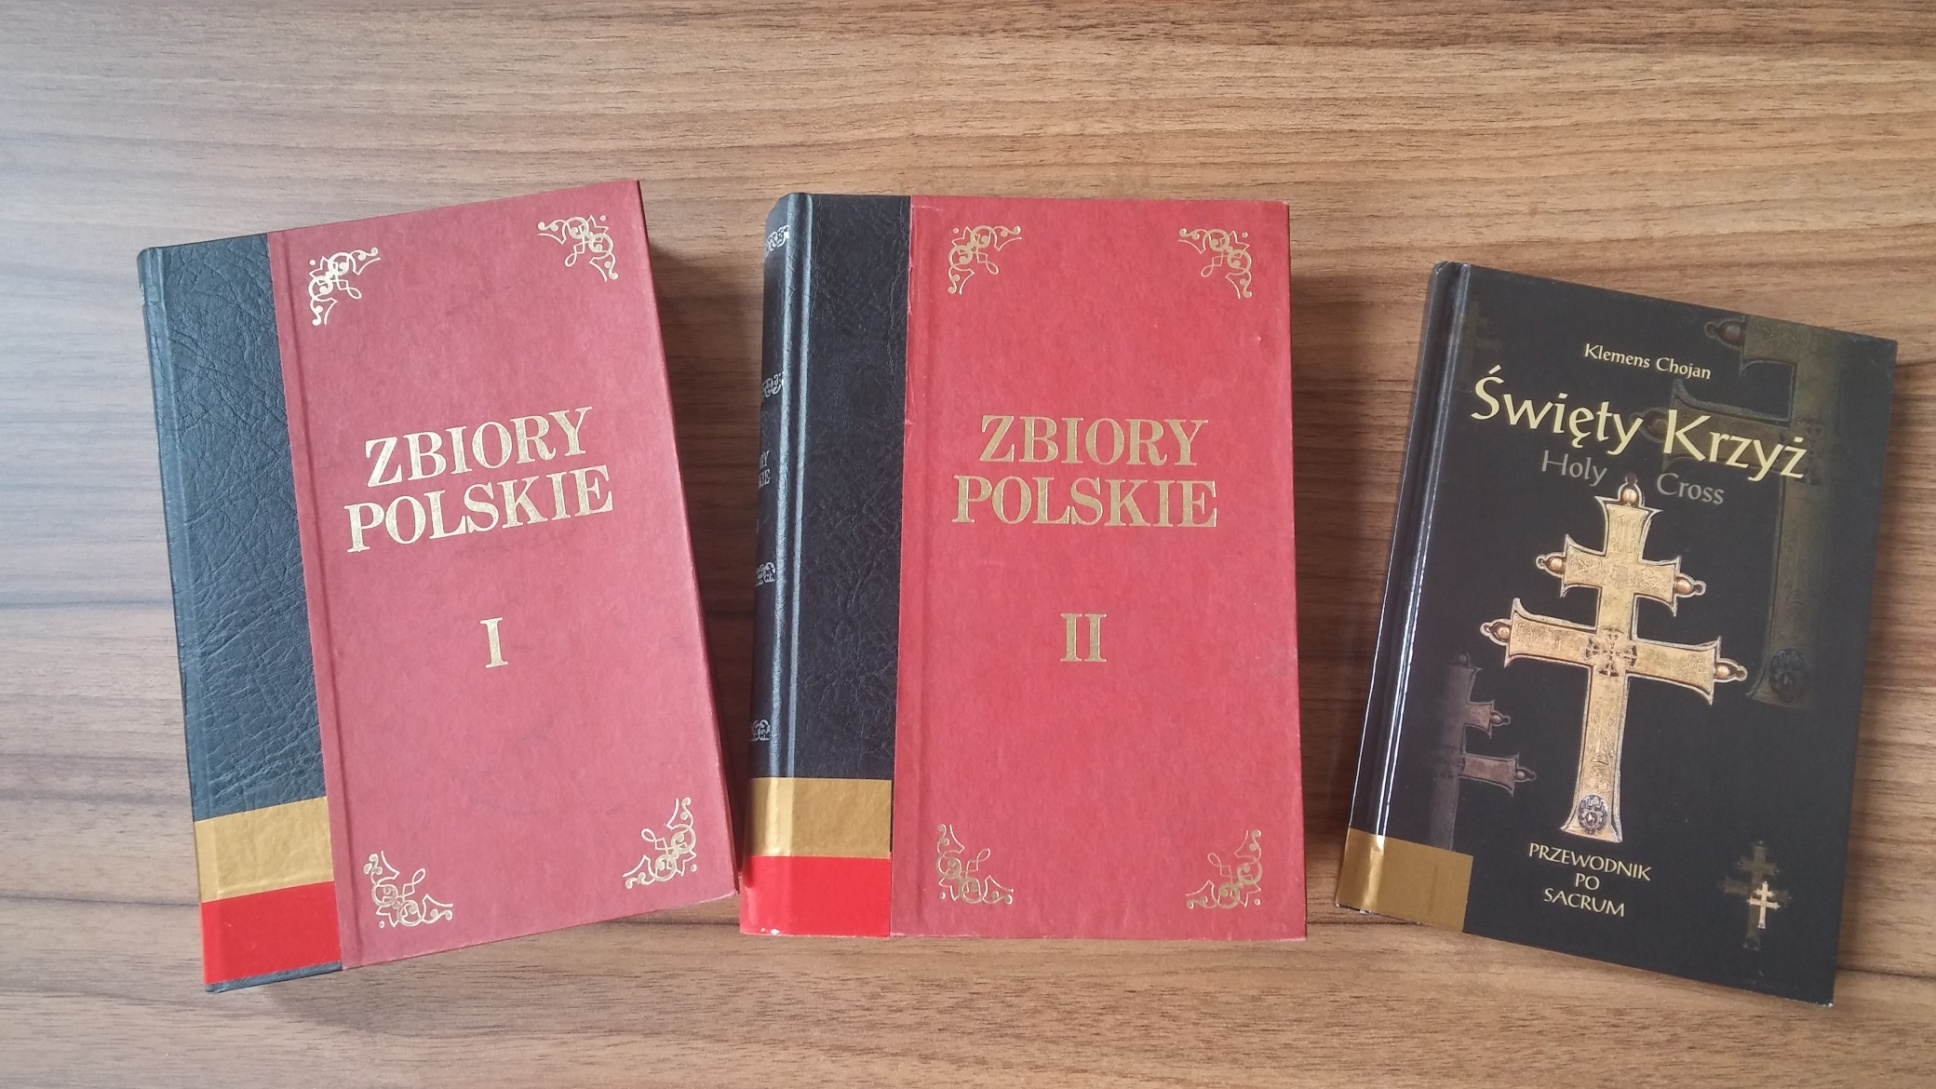 ZBIORY
POLSKIE
I
ZBIORY
POLSKIE
II
Klemens Chojan
Święty Krzyż
Holy Cross
PRZEWODNIK
PO
SACRUM